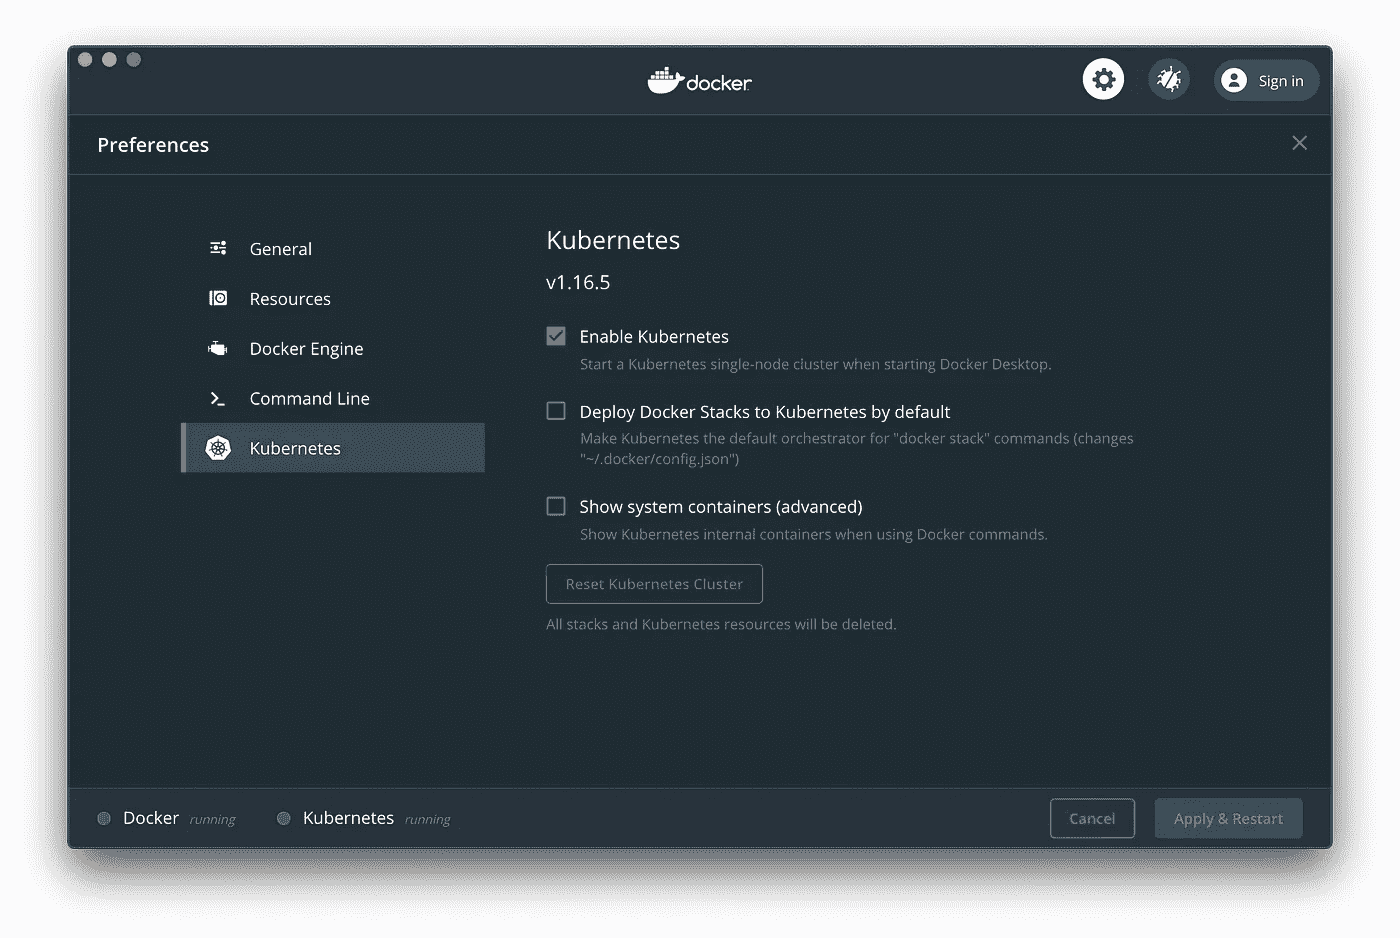 docker
Sign in
Preferences
General
Resources
Docker Engine
Command Line
Kubernetes
Kubernetes
v1.16.5
Enable Kubernetes
Start a Kubernetes single-node cluster when starting Docker Desktop.
Deploy Docker Stacks to Kubernetes by default
Make Kubernetes the default orchestrator for "docker stack" commands (changes
"~/.docker/config.json")
Show system containers (advanced)
Show Kubernetes internal containers when using Docker commands.
Reset Kubernetes Cluster
All stacks and Kubernetes resources will be deleted.
Docker running Kubernetes running
Cancel Apply & Restart